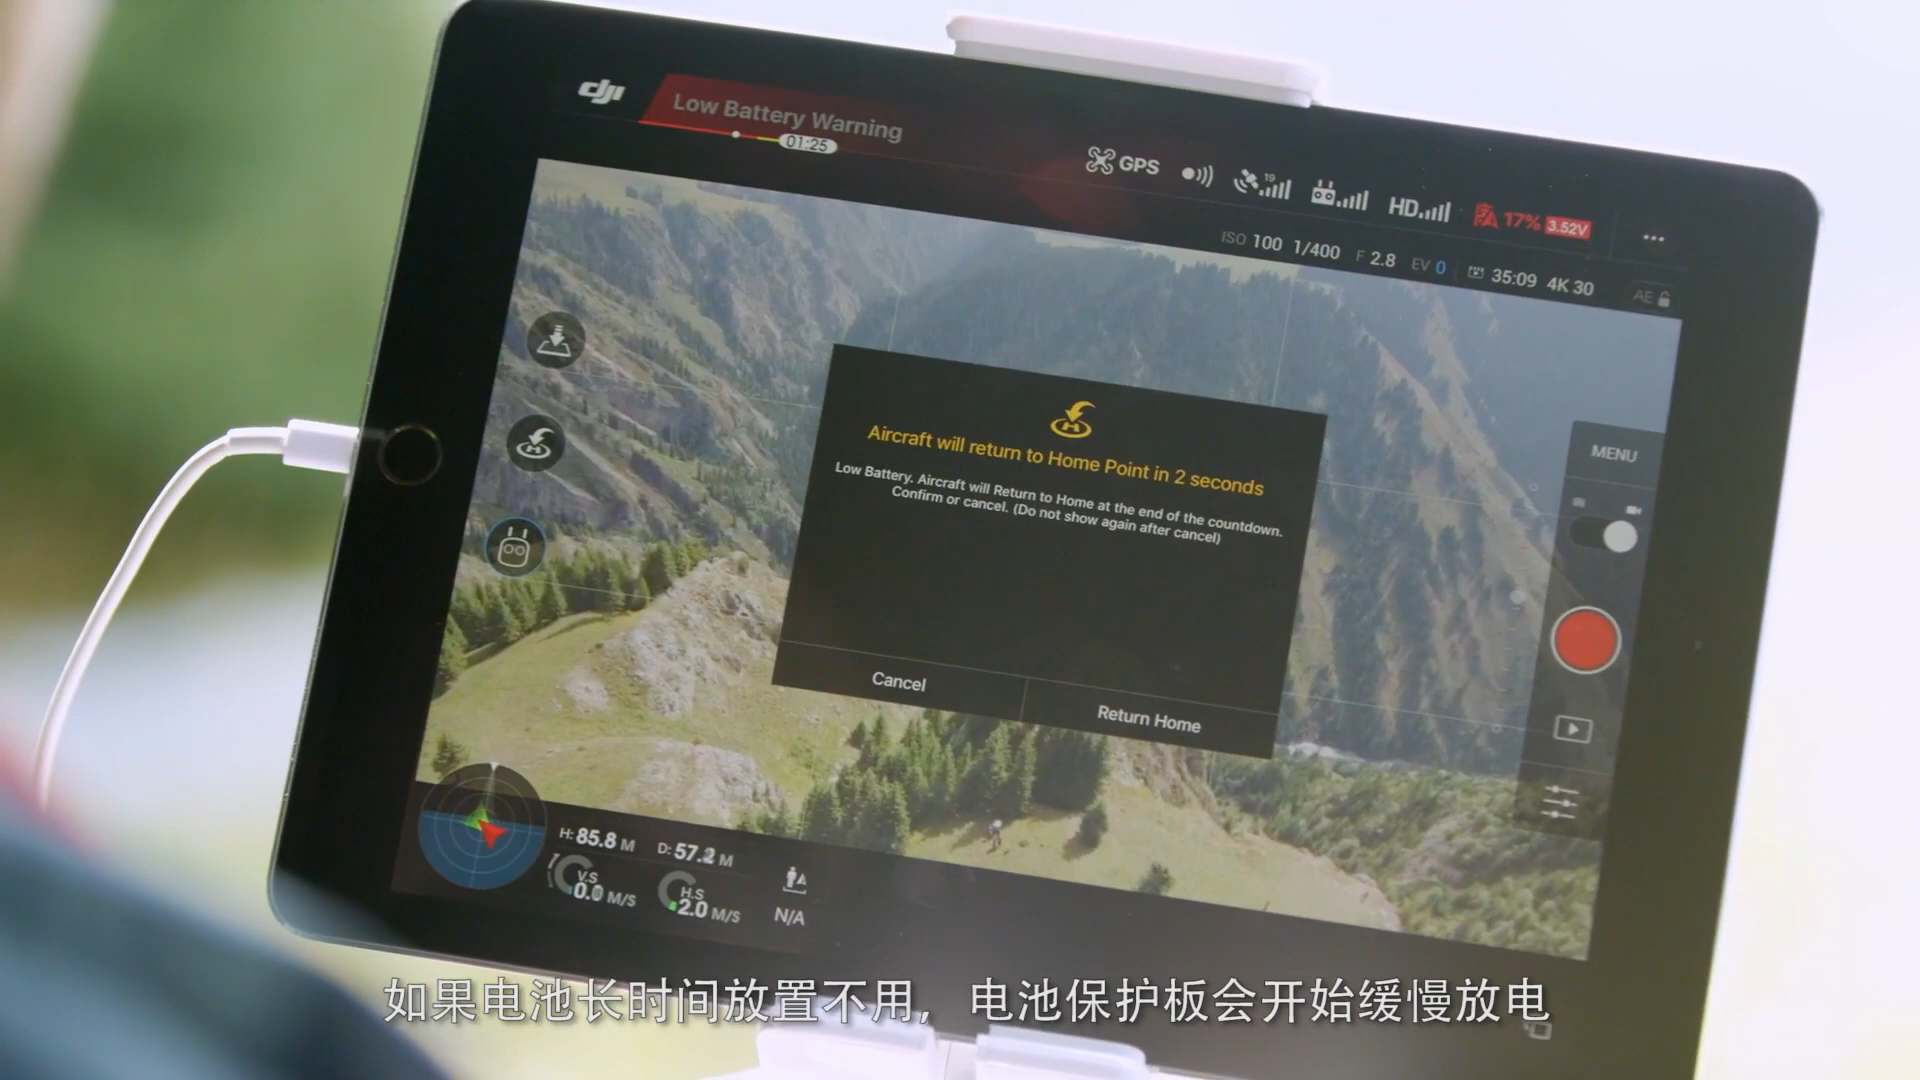 dji
Low Battery Warning
01:25
GPS
19
HD
17% 3.52V
ISO 100 1/400 F 2.8 EV 0 35:09 4K 30
AE
Aircraft will return to Home Point in 2 seconds
Low Battery. Aircraft will Return to Home at the end of the countdown.
Confirm or cancel. (Do not show again after cancel)
Cancel
Return Home
MENU
H: 85.8 M D: 57.2 M
V.S
0.0 M/S
H.S
2.0 M/S
N/A
如果电池长时间放置不用，电池保护板会开始缓慢放电